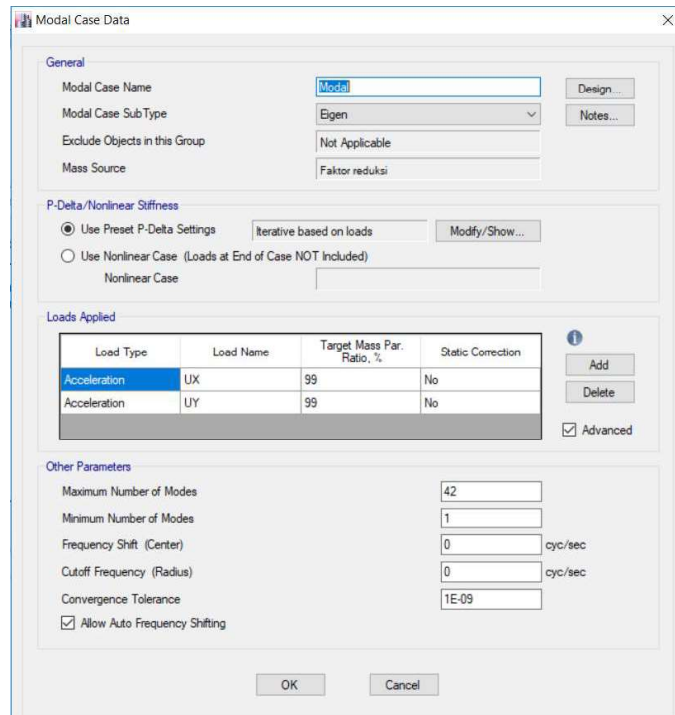 Modal Case Data
General
Modal Case Name
Modal
Design...
Modal Case SubType
Eigen
Notes...
Exclude Objects in this Group
Not Applicable
Mass Source
Faktor reduksi
P-Delta/Nonlinear Stiffness
Use Preset P-Delta Settings
Iterative based on loads
Modify/Show...
Use Nonlinear Case (Loads at End of Case NOT Included)
Nonlinear Case
Loads Applied
Load Type Load Name Target Mass Par. Ratio, % Static Correction
Acceleration UX 99 No
Acceleration UY 99 No
Add
Delete
Advanced
Other Parameters
Maximum Number of Modes 42
Minimum Number of Modes 1
Frequency Shift (Center) 0 cyc/sec
Cutoff Frequency (Radius) 0 cyc/sec
Convergence Tolerance 1E-09
Allow Auto Frequency Shifting
OK Cancel